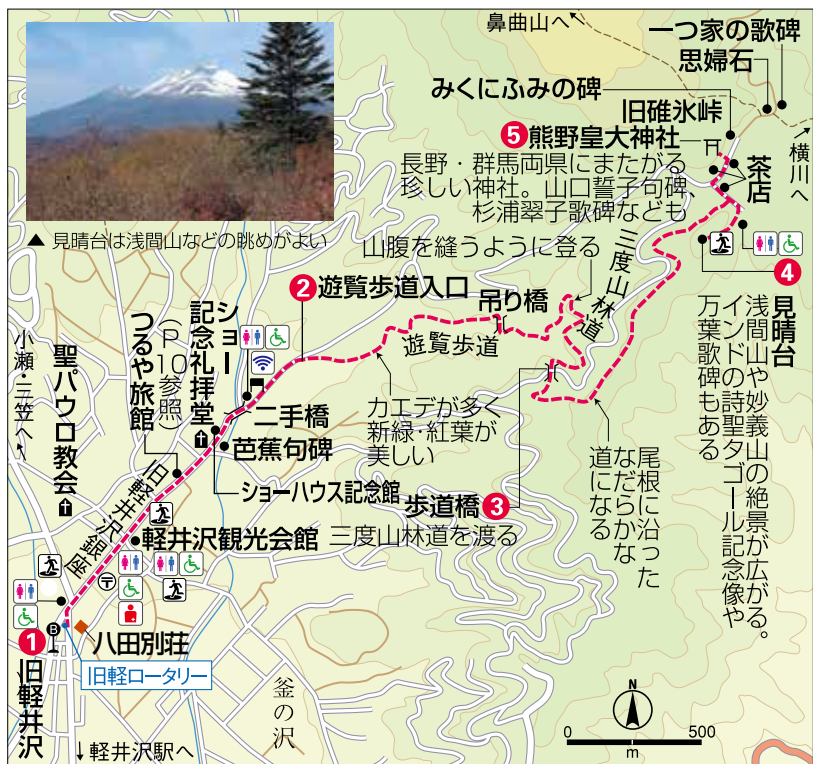 鼻曲山へ
一つ家の歌碑
思婦石
みくにふみの碑
旧碓氷峠
5 熊野皇大神社
長野・群馬両県にまたがる
珍しい神社。山口誓子句碑、
杉浦翠子歌碑なども
横川へ
茶店
▲ 見晴台は浅間山などの眺めがよい
山腹を縫うように登る
三度山林道
4
見晴台
浅間山や妙義山の絶景が広がる。
インドの詩聖タゴール記念像や
万葉歌碑もある
2 遊覧歩道入口
吊り橋
遊覧歩道
カエデが多く
新緑・紅葉が
美しい
尾根に沿った
なだらかな
道になる
歩道橋 3
三度山林道を渡る
ショー
記念礼拝堂
二手橋
芭蕉句碑
ショーハウス記念館
つるや旅館
(P10参照)
小瀬・三笠へ
聖パウロ教会
旧軽井沢銀座
軽井沢観光会館
〒
B
1
旧軽井沢
八田別荘
旧軽ロータリー
釜の沢
↓軽井沢駅へ
N
0 500
m